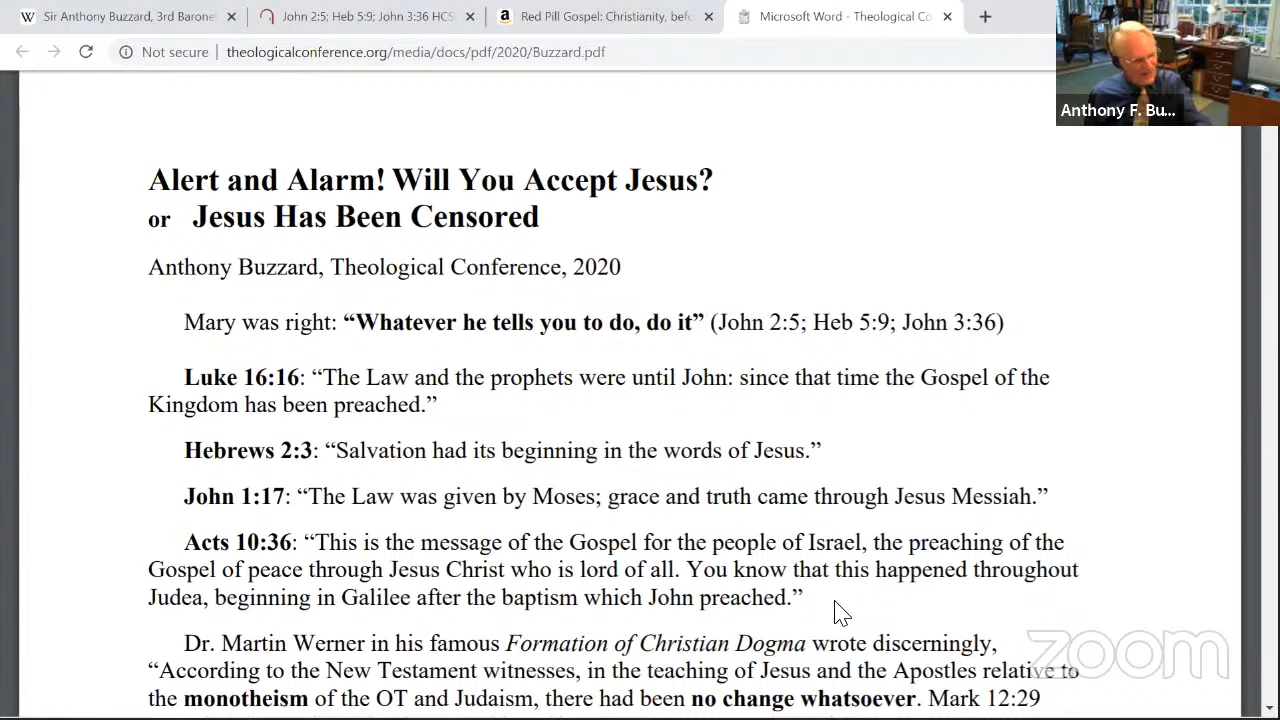 Sir Anthony Buzzard, 3rd Barone
John 2:5; Heb 5:9; John 3:36 HCS
Red Pill Gospel: Christianity, befo
Microsoft Word - Theological Co
Not secure | theologicalconference.org/media/docs/pdf/2020/Buzzard.pdf
Anthony F. Bu...
Alert and Alarm! Will You Accept Jesus?
or Jesus Has Been Censored
Anthony Buzzard, Theological Conference, 2020
Mary was right: “Whatever he tells you to do, do it” (John 2:5; Heb 5:9; John 3:36)
Luke 16:16: “The Law and the prophets were until John: since that time the Gospel of the
Kingdom has been preached.”
Hebrews 2:3: “Salvation had its beginning in the words of Jesus.”
John 1:17: “The Law was given by Moses; grace and truth came through Jesus Messiah.”
Acts 10:36: “This is the message of the Gospel for the people of Israel, the preaching of the
Gospel of peace through Jesus Christ who is lord of all. You know that this happened throughout
Judea, beginning in Galilee after the baptism which John preached.”
Dr. Martin Werner in his famous Formation of Christian Dogma wrote discerningly,
“According to the New Testament witnesses, in the teaching of Jesus and the Apostles relative to
the monotheism of the OT and Judaism, there had been no change whatsoever. Mark 12:29
zoom